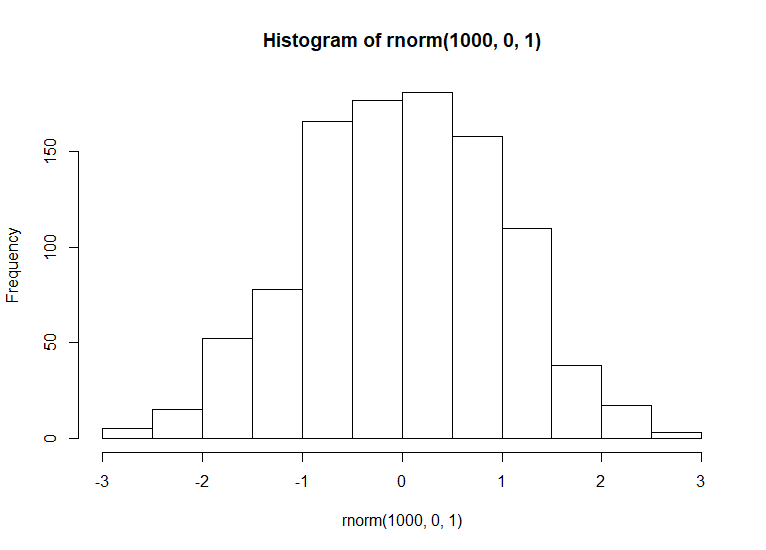 Histogram of rnorm(1000, 0, 1)
150
100
50
0
Frequency
-3 -2 -1 0 1 2 3
rnorm(1000, 0, 1)